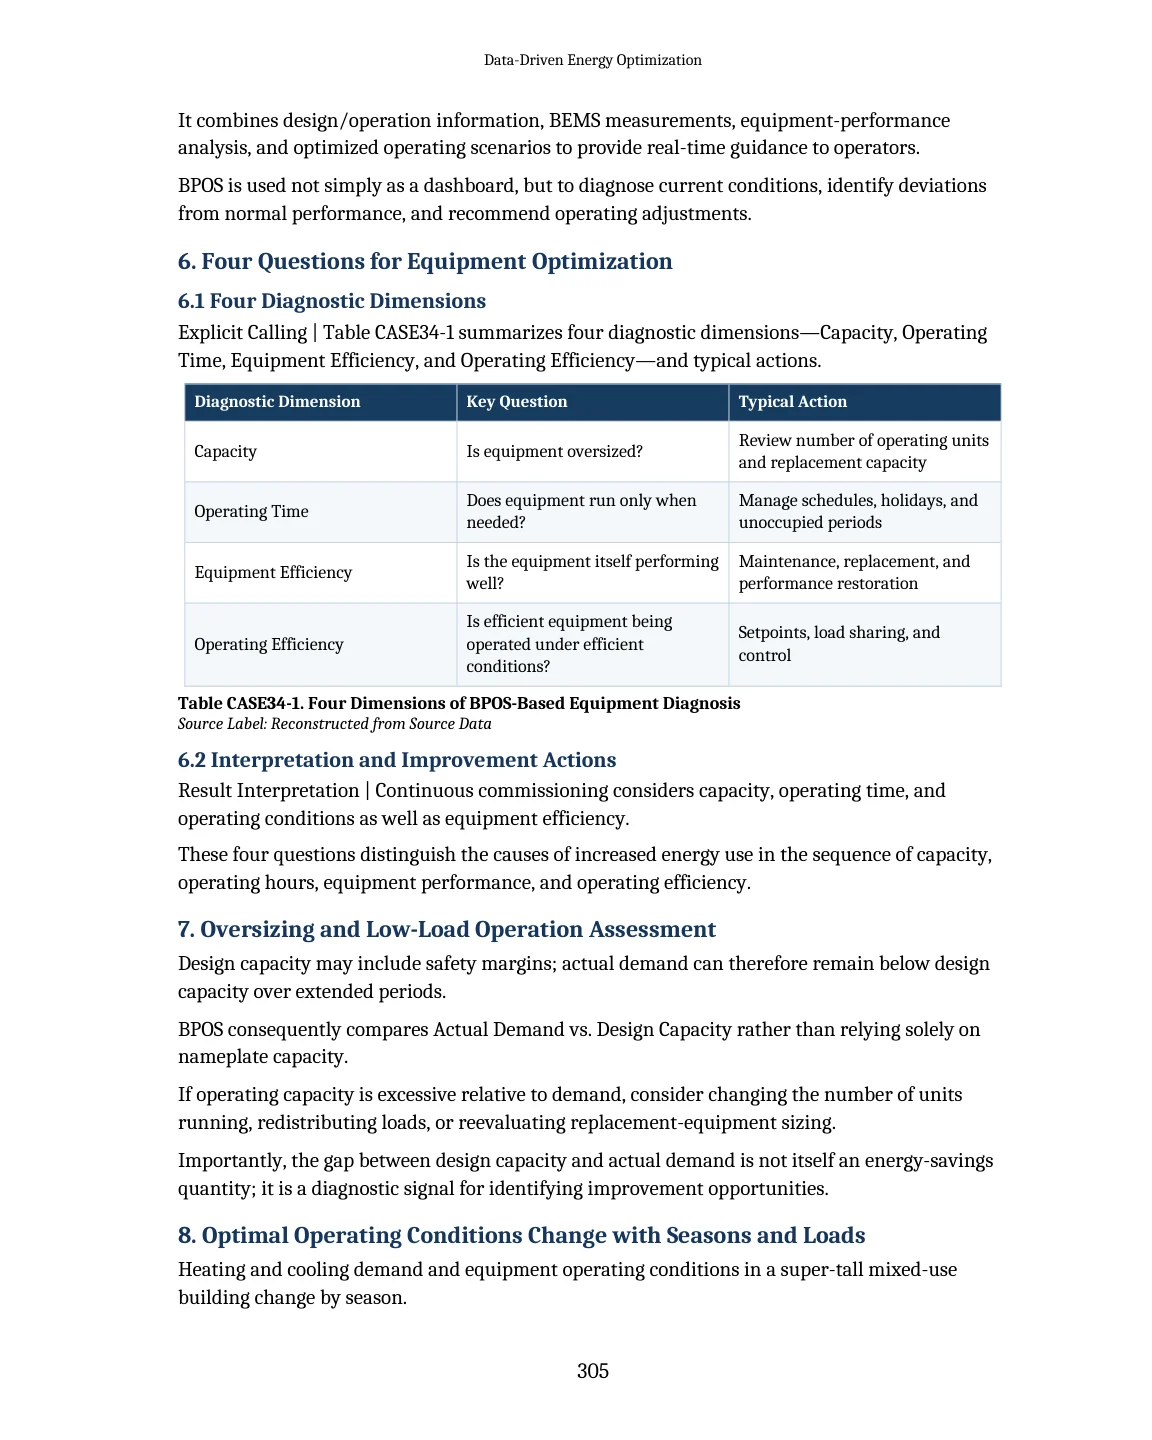 Data-Driven Energy Optimization
It combines design/operation information, BEMS measurements, equipment-performance
analysis, and optimized operating scenarios to provide real-time guidance to operators.
BPOS is used not simply as a dashboard, but to diagnose current conditions, identify deviations
from normal performance, and recommend operating adjustments.
6. Four Questions for Equipment Optimization
6.1 Four Diagnostic Dimensions
Explicit Calling | Table CASE34-1 summarizes four diagnostic dimensions—Capacity, Operating
Time, Equipment Efficiency, and Operating Efficiency—and typical actions.
Diagnostic Dimension
Key Question
Typical Action
Capacity
Is equipment oversized?
Review number of operating units
and replacement capacity
Operating Time
Does equipment run only when
needed?
Manage schedules, holidays, and
unoccupied periods
Equipment Efficiency
Is the equipment itself performing
well?
Maintenance, replacement, and
performance restoration
Operating Efficiency
Is efficient equipment being
operated under efficient
conditions?
Setpoints, load sharing, and
control
Table CASE34-1. Four Dimensions of BPOS-Based Equipment Diagnosis
Source Label: Reconstructed from Source Data
6.2 Interpretation and Improvement Actions
Result Interpretation | Continuous commissioning considers capacity, operating time, and
operating conditions as well as equipment efficiency.
These four questions distinguish the causes of increased energy use in the sequence of capacity,
operating hours, equipment performance, and operating efficiency.
7. Oversizing and Low-Load Operation Assessment
Design capacity may include safety margins; actual demand can therefore remain below design
capacity over extended periods.
BPOS consequently compares Actual Demand vs. Design Capacity rather than relying solely on
nameplate capacity.
If operating capacity is excessive relative to demand, consider changing the number of units
running, redistributing loads, or reevaluating replacement-equipment sizing.
Importantly, the gap between design capacity and actual demand is not itself an energy-savings
quantity; it is a diagnostic signal for identifying improvement opportunities.
8. Optimal Operating Conditions Change with Seasons and Loads
Heating and cooling demand and equipment operating conditions in a super-tall mixed-use
building change by season.
305